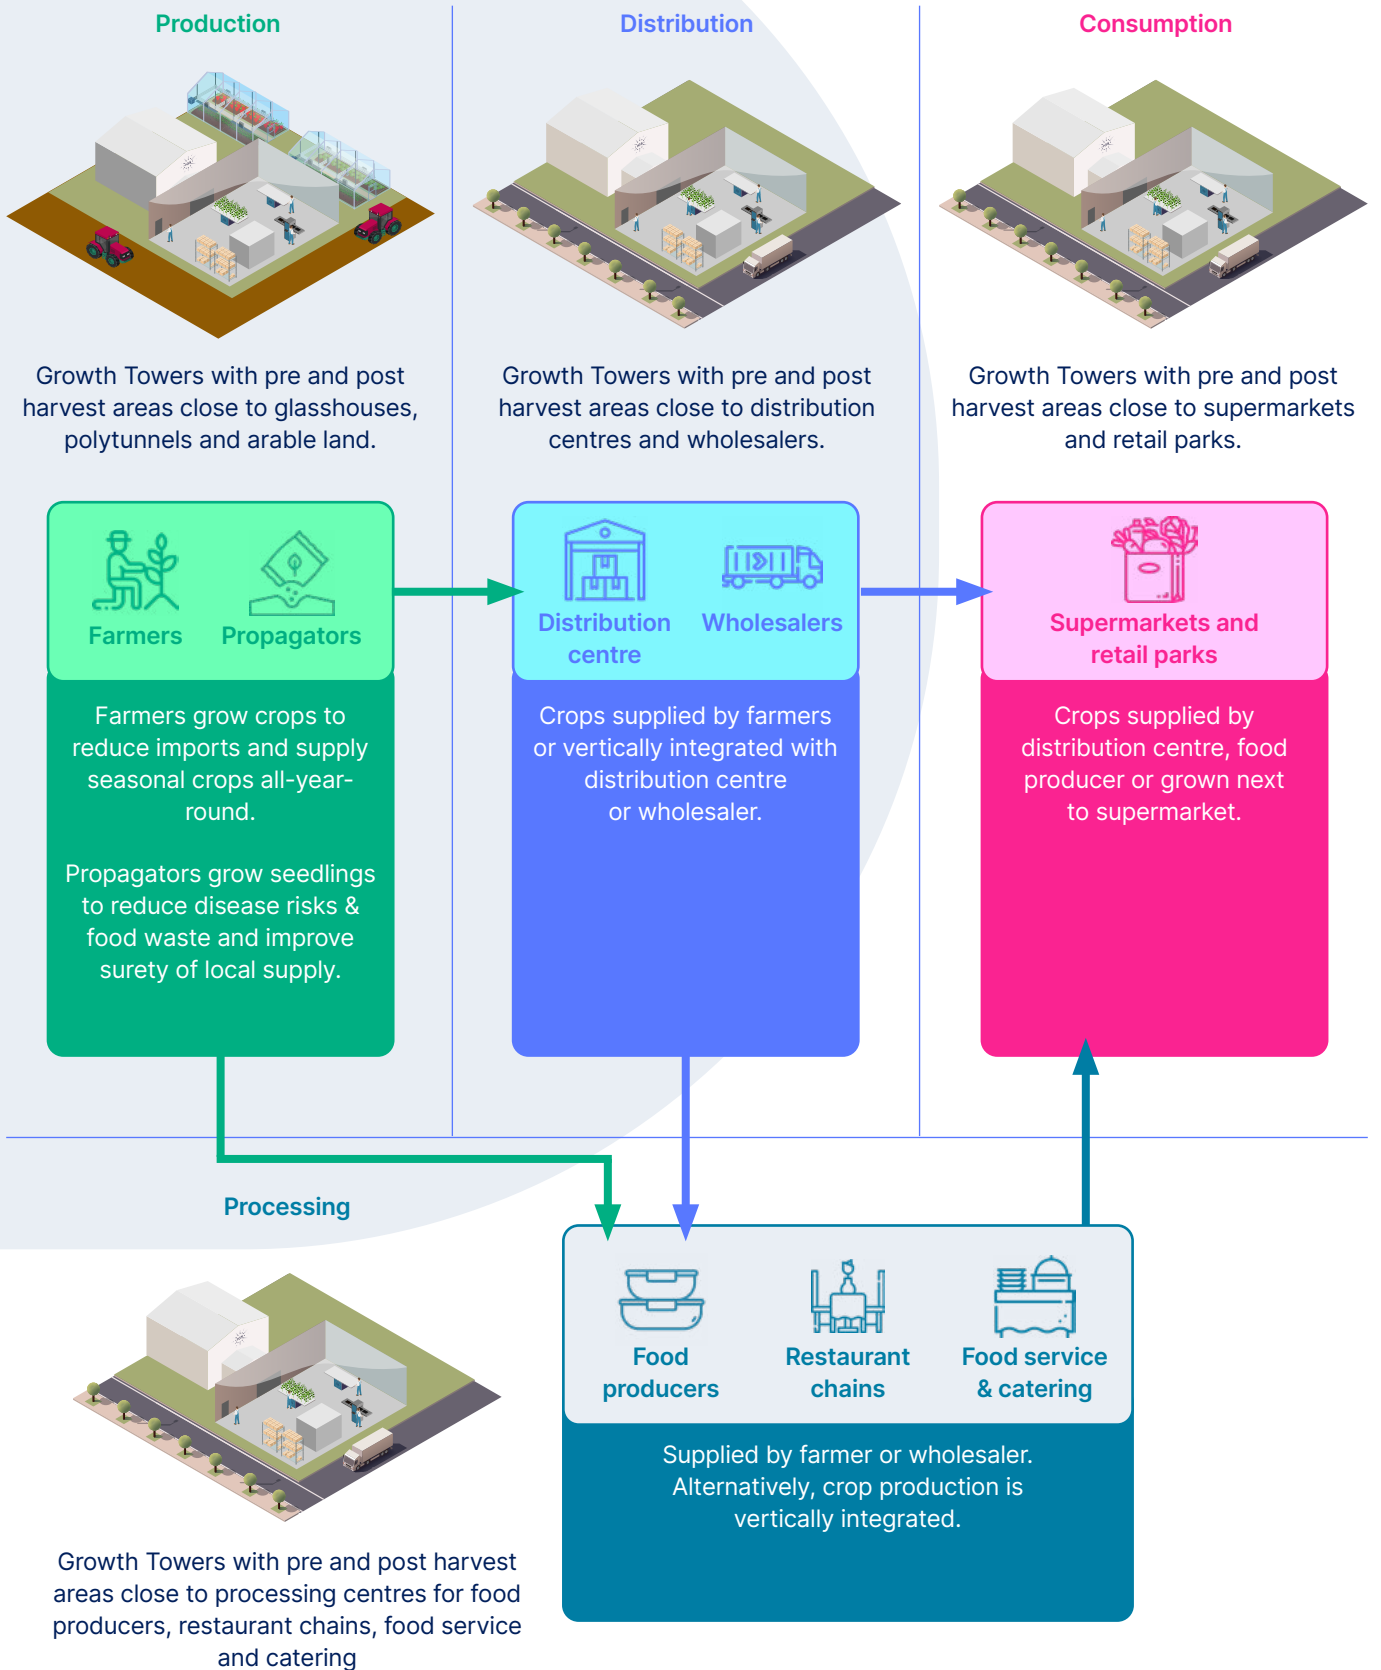 Production
Distribution
Consumption
Growth Towers with pre and post
harvest areas close to glasshouses,
polytunnels and arable land.
Growth Towers with pre and post
harvest areas close to distribution
centres and wholesalers.
Growth Towers with pre and post
harvest areas close to supermarkets
and retail parks.
Farmers
Propagators
Distribution
centre
Wholesalers
Supermarkets and
retail parks
Farmers grow crops to
reduce imports and supply
seasonal crops all-year-
round.
Propagators grow seedlings
to reduce disease risks &
food waste and improve
surety of local supply.
Crops supplied by farmers
or vertically integrated with
distribution centre
or wholesaler.
Crops supplied by
distribution centre, food
producer or grown next
to supermarket.
Processing
Growth Towers with pre and post harvest
areas close to processing centres for food
producers, restaurant chains, food service
and catering
Food
producers
Restaurant
chains
Food service
& catering
Supplied by farmer or wholesaler.
Alternatively, crop production is
vertically integrated.